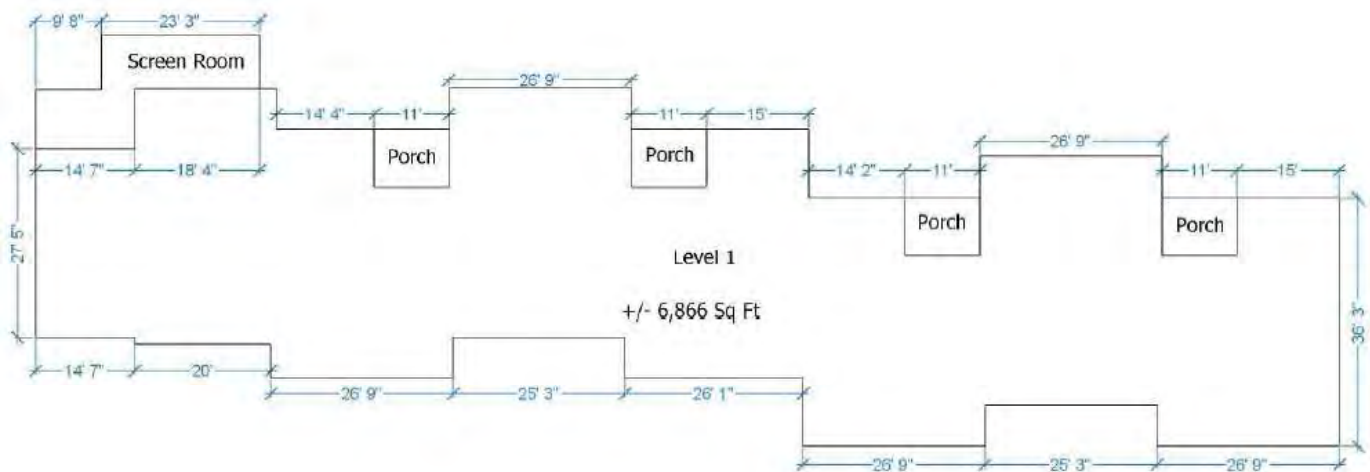 9' 8" 23' 3"
Screen Room
26' 9"
14' 4" 11' 11' 15'
Porch Porch
26' 9"
14' 7" 18' 4" 14' 2" 11' 11' 15'
Porch Porch
27' 5"
Level 1
+/- 6,866 Sq Ft
36' 3"
14' 7" 20'
26' 9" 25' 3" 26' 1"
26' 9" 25' 3" 26' 9"